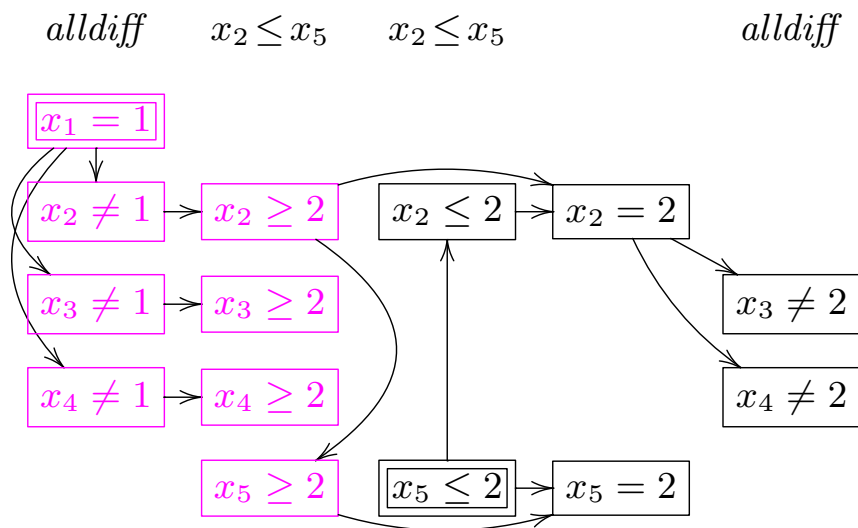 alldiff x₂ ≤ x₅ x₂ ≤ x₅ alldiff
x₁ = 1
x₂ ≠ 1 x₂ ≥ 2 x₂ ≤ 2 x₂ = 2
x₃ ≠ 1 x₃ ≥ 2 x₃ ≠ 2
x₄ ≠ 1 x₄ ≥ 2 x₄ ≠ 2
x₅ ≥ 2 x₅ ≤ 2 x₅ = 2